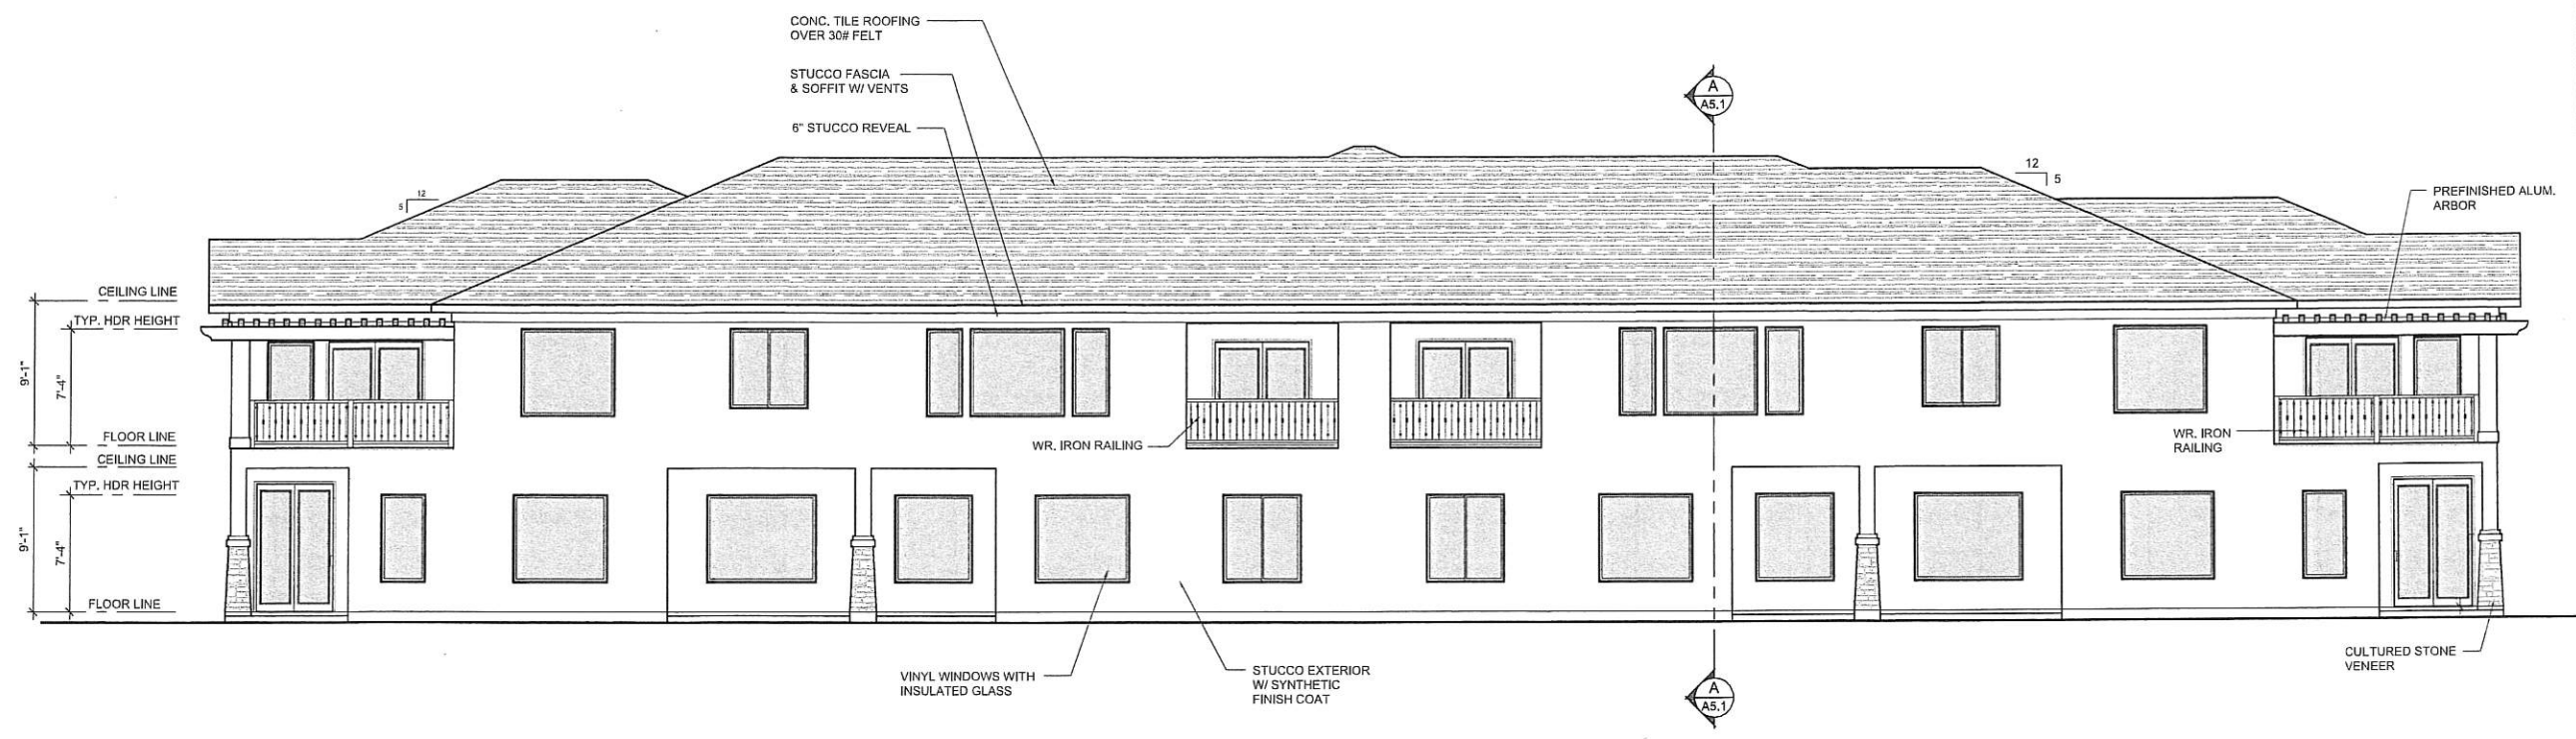 CONC. TILE ROOFING
OVER 30# FELT
STUCCO FASCIA
& SOFFIT W/ VENTS
6" STUCCO REVEAL
A
A5.1
12
5
12
5
PREFINISHED ALUM.
ARBOR
CEILING LINE
TYP. HDR HEIGHT
9'-1"
7'-4"
FLOOR LINE
CEILING LINE
TYP. HDR HEIGHT
9'-1"
7'-4"
FLOOR LINE
WR. IRON RAILING
WR. IRON
RAILING
VINYL WINDOWS WITH
INSULATED GLASS
STUCCO EXTERIOR
W/ SYNTHETIC
FINISH COAT
A
A5.1
CULTURED STONE
VENEER